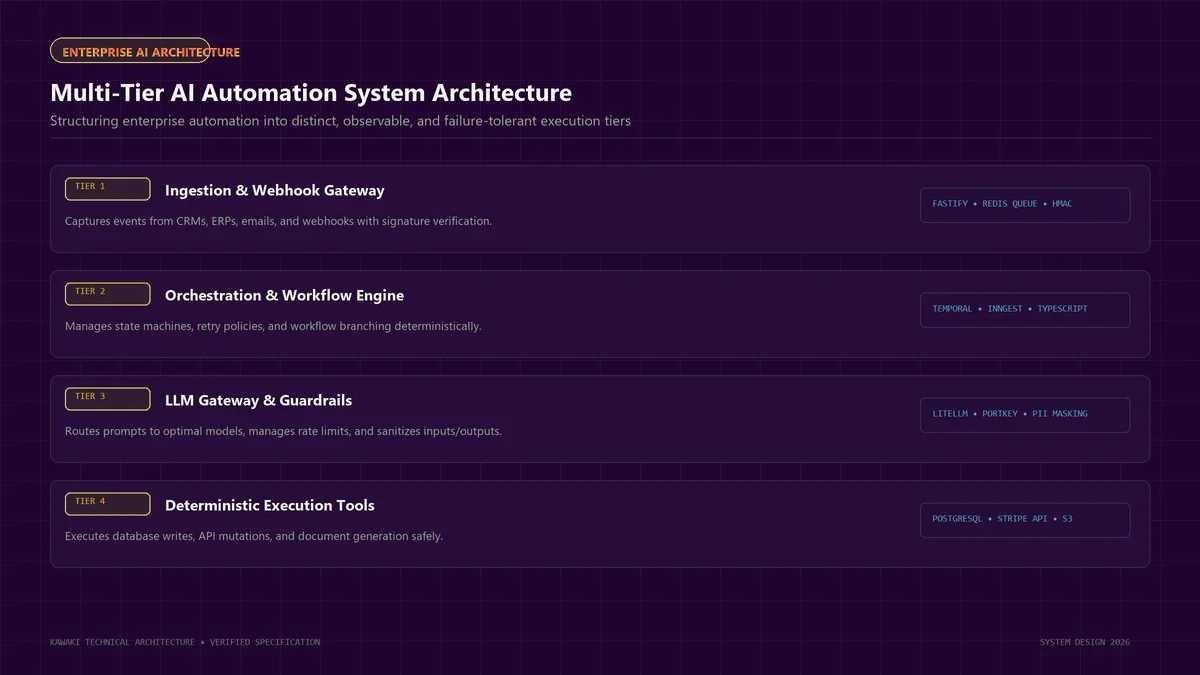 ENTERPRISE AI ARCHITECTURE
Multi-Tier AI Automation System Architecture
Structuring enterprise automation into distinct, observable, and failure-tolerant execution tiers
TIER 1
Ingestion & Webhook Gateway
Captures events from CRMs, ERPs, emails, and webhooks with signature verification.
FASTIFY • REDIS QUEUE • HMAC
TIER 2
Orchestration & Workflow Engine
Manages state machines, retry policies, and workflow branching deterministically.
TEMPORAL • INNGEST • TYPESCRIPT
TIER 3
LLM Gateway & Guardrails
Routes prompts to optimal models, manages rate limits, and sanitizes inputs/outputs.
LITELLM • PORTKEY • PII MASKING
TIER 4
Deterministic Execution Tools
Executes database writes, API mutations, and document generation safely.
POSTGRESQL • STRIPE API • S3
KAWAKI TECHNICAL ARCHITECTURE • VERIFIED SPECIFICATION
SYSTEM DESIGN 2026